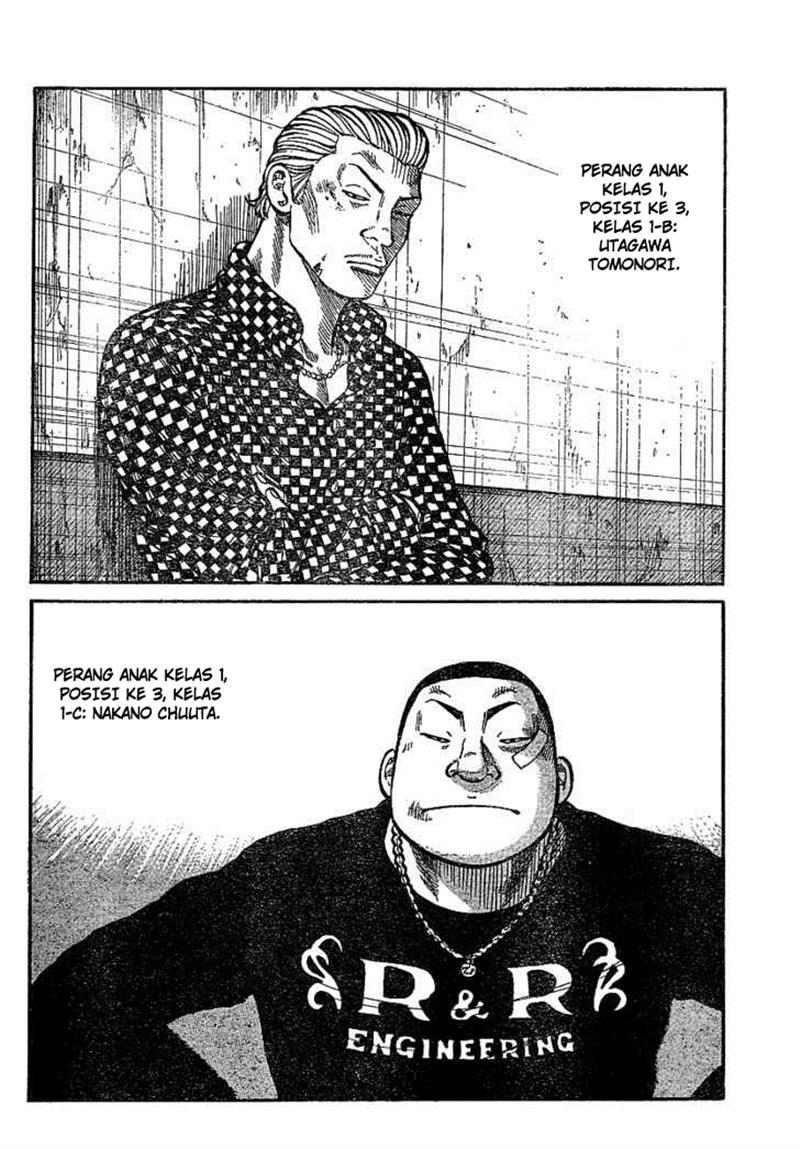 PERANG ANAK
KELAS 1,
POSISI KE 3,
KELAS 1-B:
UTAGAWA
TOMONORI.
PERANG ANAK KELAS 1,
POSISI KE 3, KELAS
1-C: NAKANO CHUUTA.
R & R
ENGINEERING